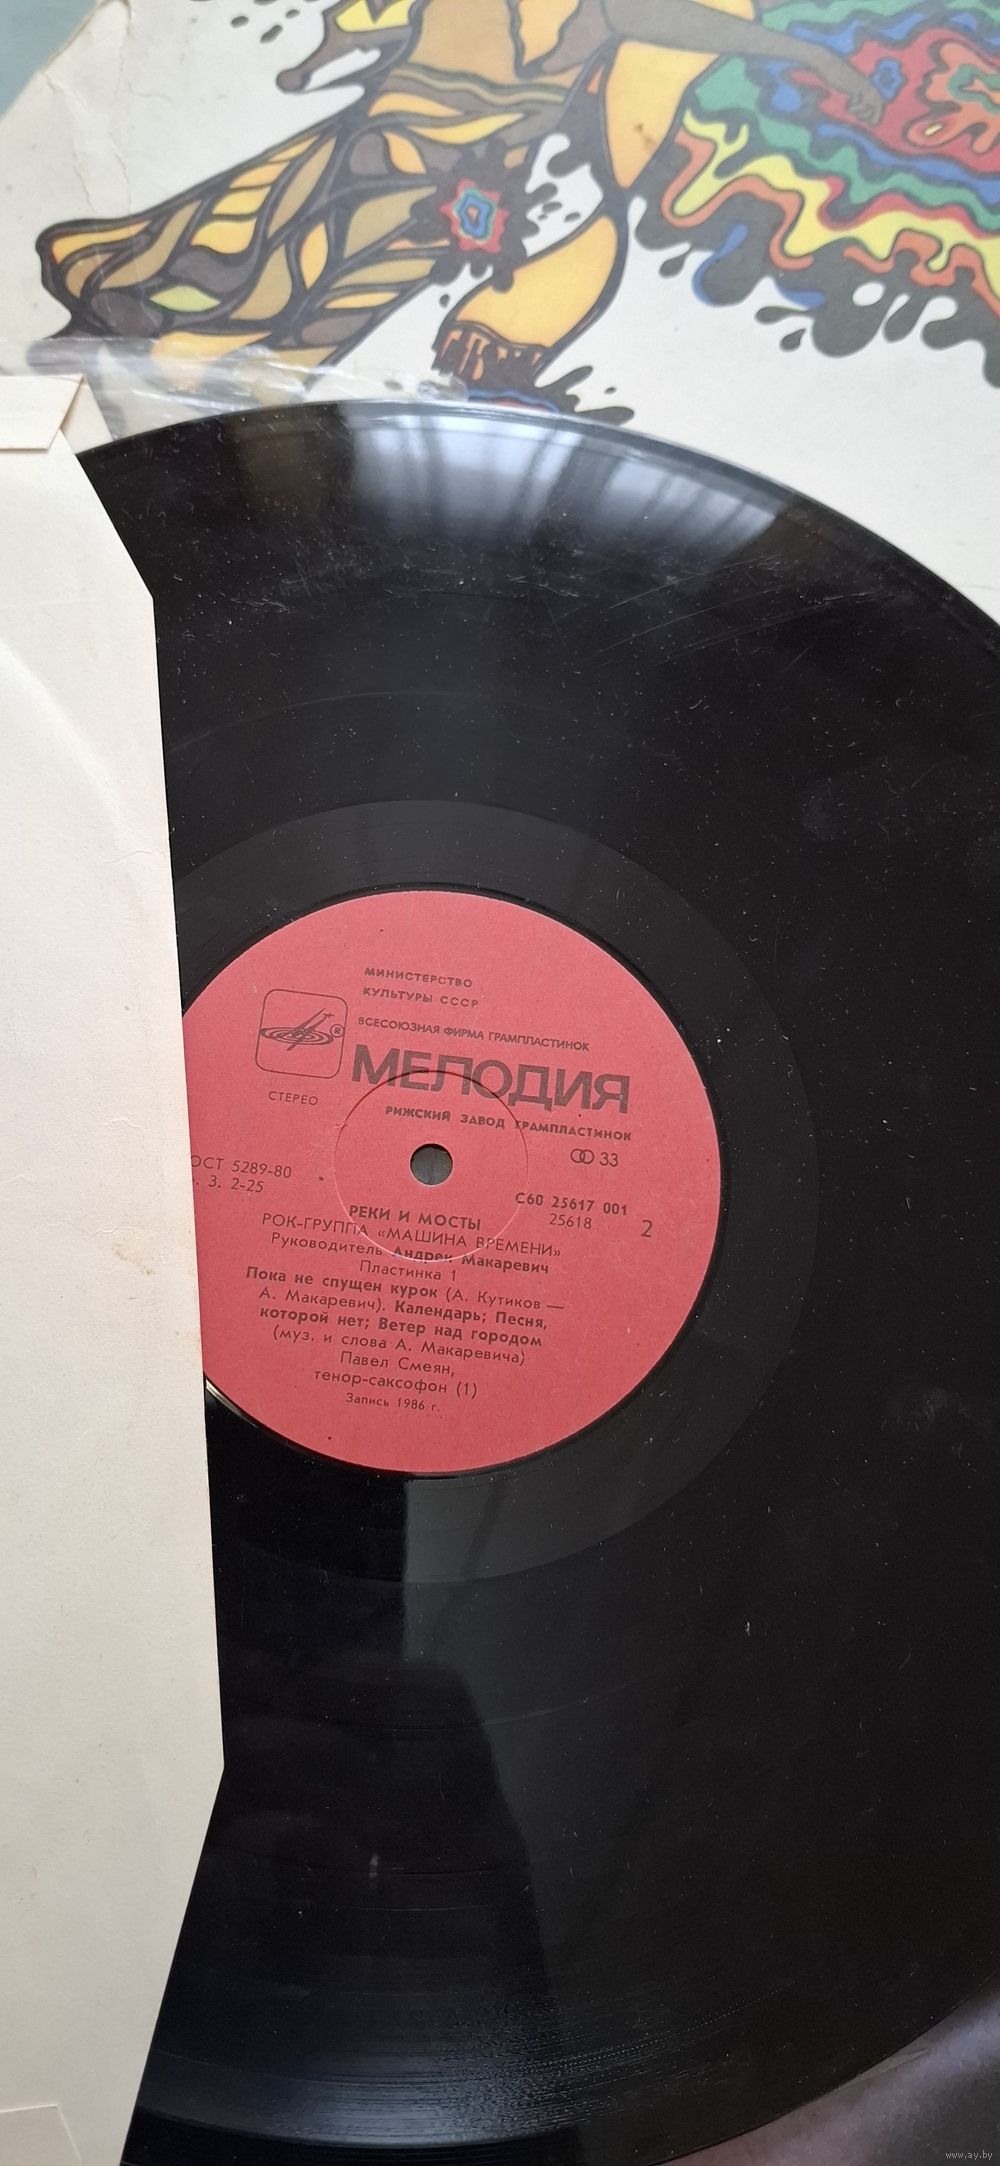 МИНИСТЕРСТВО
КУЛЬТУРЫ СССР
ВСЕСОЮЗНАЯ ФИРМА ГРАМПЛАСТИНОК
МЕЛОДИЯ
®
СТЕРЕО
РИЖСКИЙ ЗАВОД ГРАМПЛАСТИНОК
33
ОСТ 5289-80
. 3. 2-25
С60 25617 001
25618
2
РЕКИ И МОСТЫ
РОК-ГРУППА «МАШИНА ВРЕМЕНИ»
Руководитель Андрей Макаревич
Пластинка 1
Пока не спущен курок (А. Кутиков —
А. Макаревич). Календарь; Песня,
которой нет; Ветер над городом
(муз. и слова А. Макаревича)
Павел Смеян,
тенор-саксофон (1)
Запись 1986 г.
www.ay.by